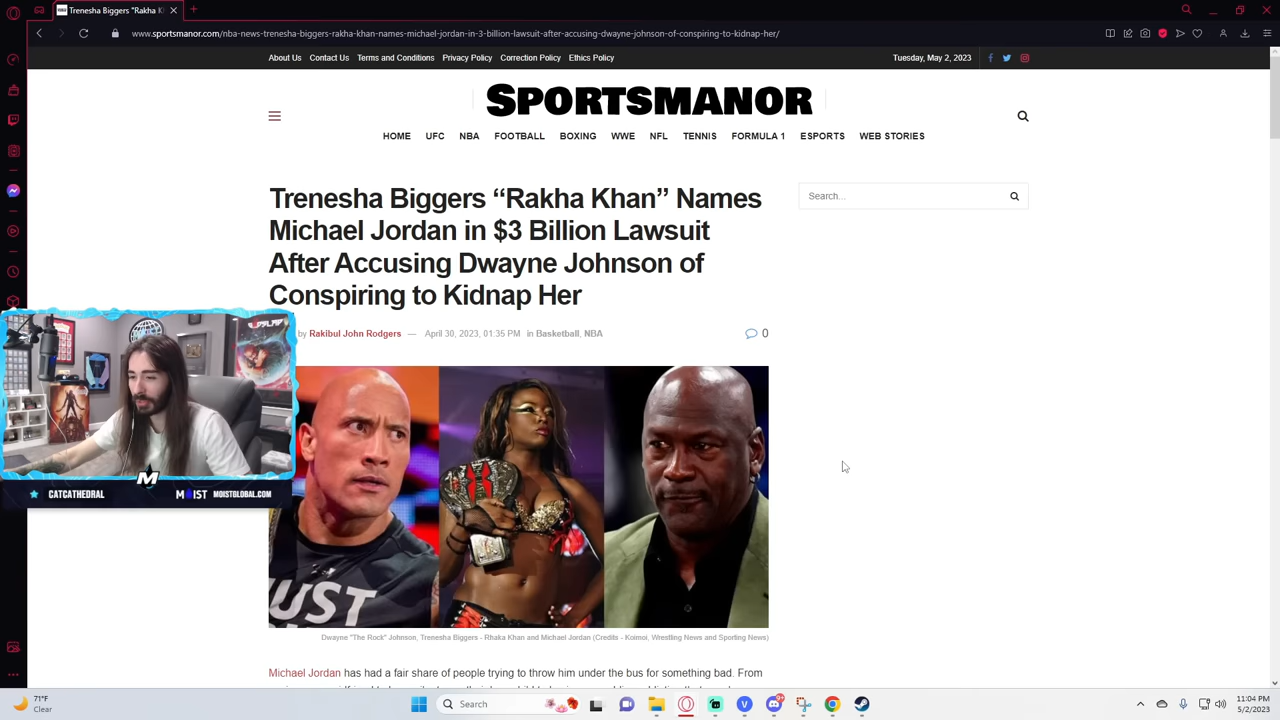 Trenesha Biggers "Rakha K
www.sportsmanor.com/nba-news-trenesha-biggers-rakha-khan-names-michael-jordan-in-3-billion-lawsuit-after-accusing-dwayne-johnson-of-conspiring-to-kidnap-her/
About Us Contact Us Terms and Conditions Privacy Policy Correction Policy Ethics Policy
Tuesday, May 2, 2023
SPORTSMANOR
HOME UFC NBA FOOTBALL BOXING WWE NFL TENNIS FORMULA 1 ESPORTS WEB STORIES
Trenesha Biggers “Rakha Khan” Names
Michael Jordan in $3 Billion Lawsuit
After Accusing Dwayne Johnson of
Conspiring to Kidnap Her
Search...
by Rakibul John Rodgers — April 30, 2023, 01:35 PM in Basketball, NBA
0
M
CATCATHEDRAL
MOIST MOISTGLOBAL.COM
UST
Dwayne "The Rock" Johnson, Trenesha Biggers - Rhaka Khan and Michael Jordan (Credits - Koimoi, Wrestling News and Sporting News)
Michael Jordan has had a fair share of people trying to throw him under the bus for something bad. From
71°F
Clear
Search
9+
11:04 PM
5/2/2023